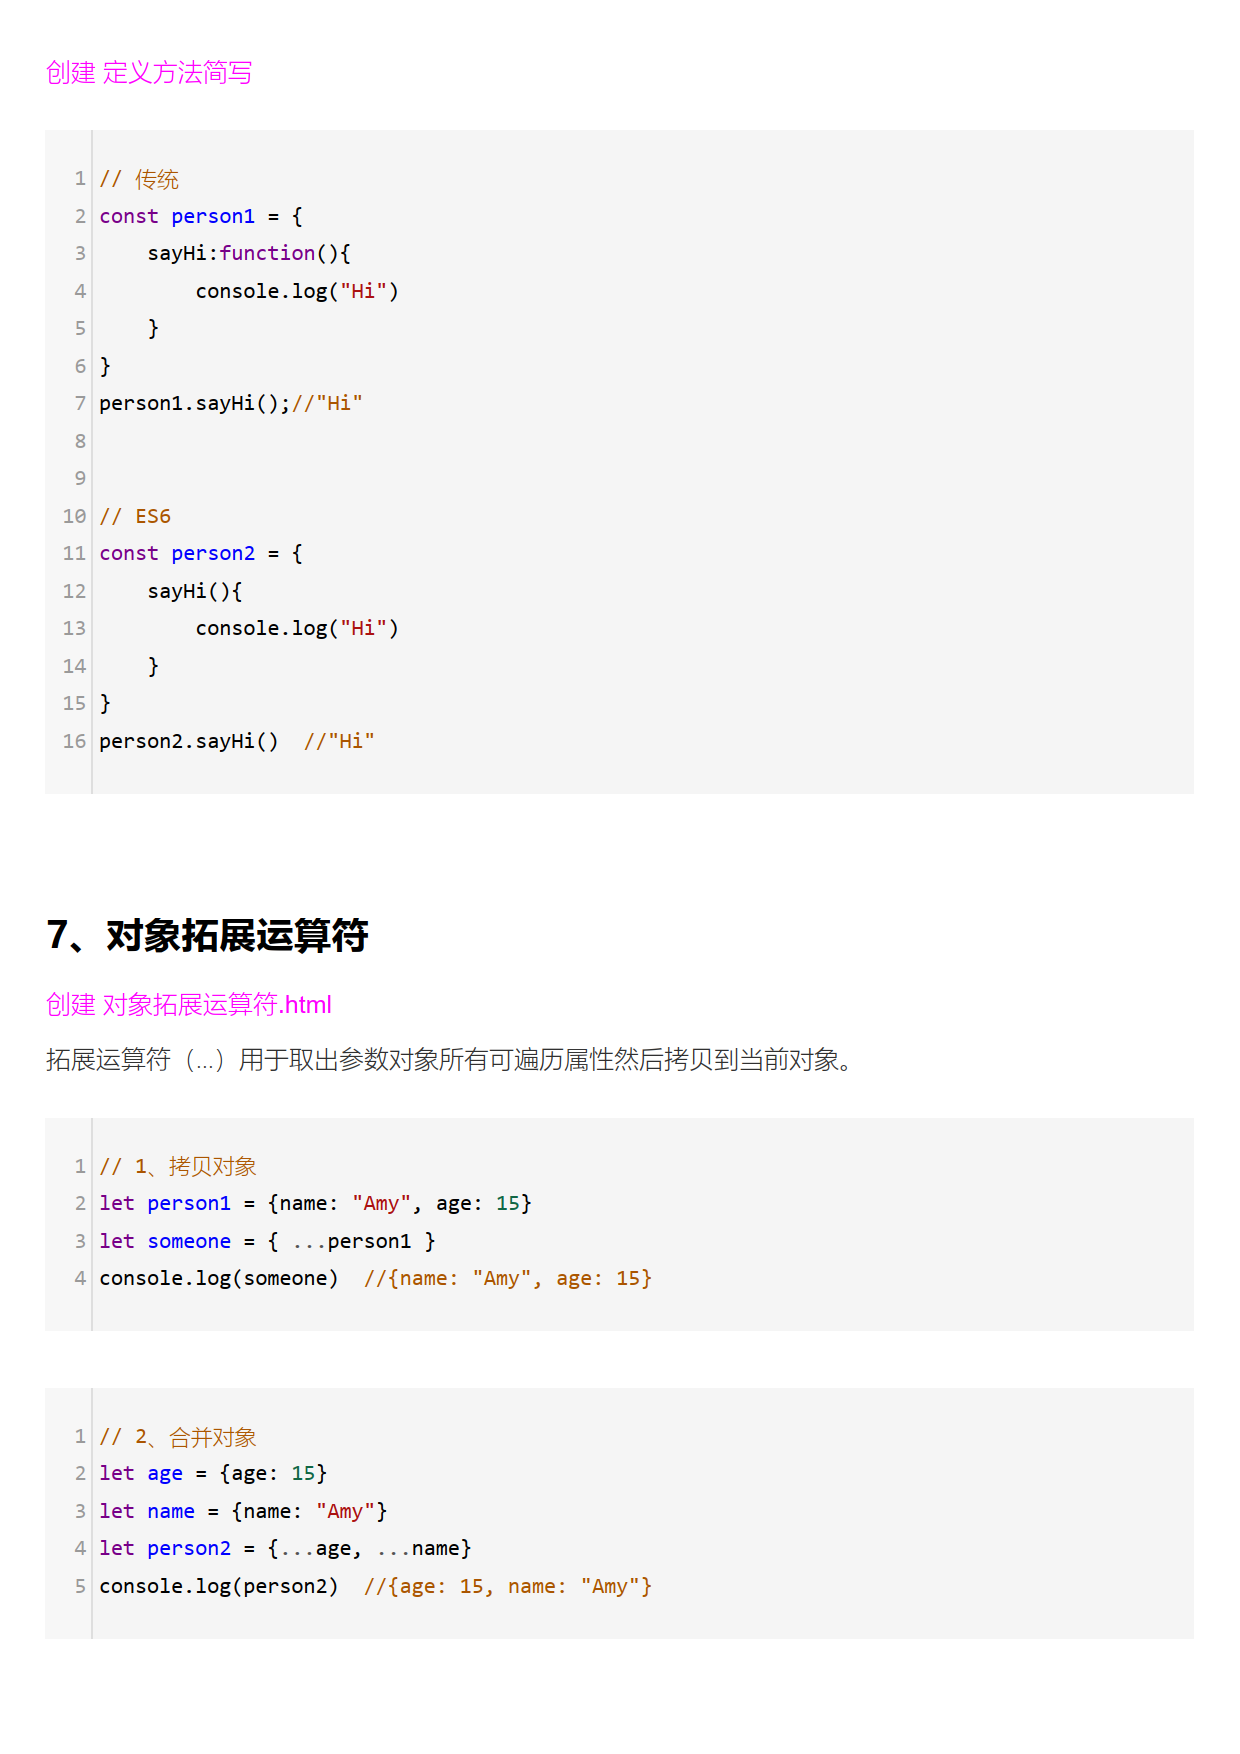 创建 定义方法简写
1 // 传统
2 const person1 = {
3     sayHi:function(){
4         console.log("Hi")
5     }
6 }
7 person1.sayHi();//"Hi"
8
9
10 // ES6
11 const person2 = {
12     sayHi(){
13         console.log("Hi")
14     }
15 }
16 person2.sayHi()  //"Hi"
7、对象拓展运算符
创建 对象拓展运算符.html
拓展运算符（...）用于取出参数对象所有可遍历属性然后拷贝到当前对象。
1 // 1、拷贝对象
2 let person1 = {name: "Amy", age: 15}
3 let someone = { ...person1 }
4 console.log(someone)  //{name: "Amy", age: 15}
1 // 2、合并对象
2 let age = {age: 15}
3 let name = {name: "Amy"}
4 let person2 = {...age, ...name}
5 console.log(person2)  //{age: 15, name: "Amy"}